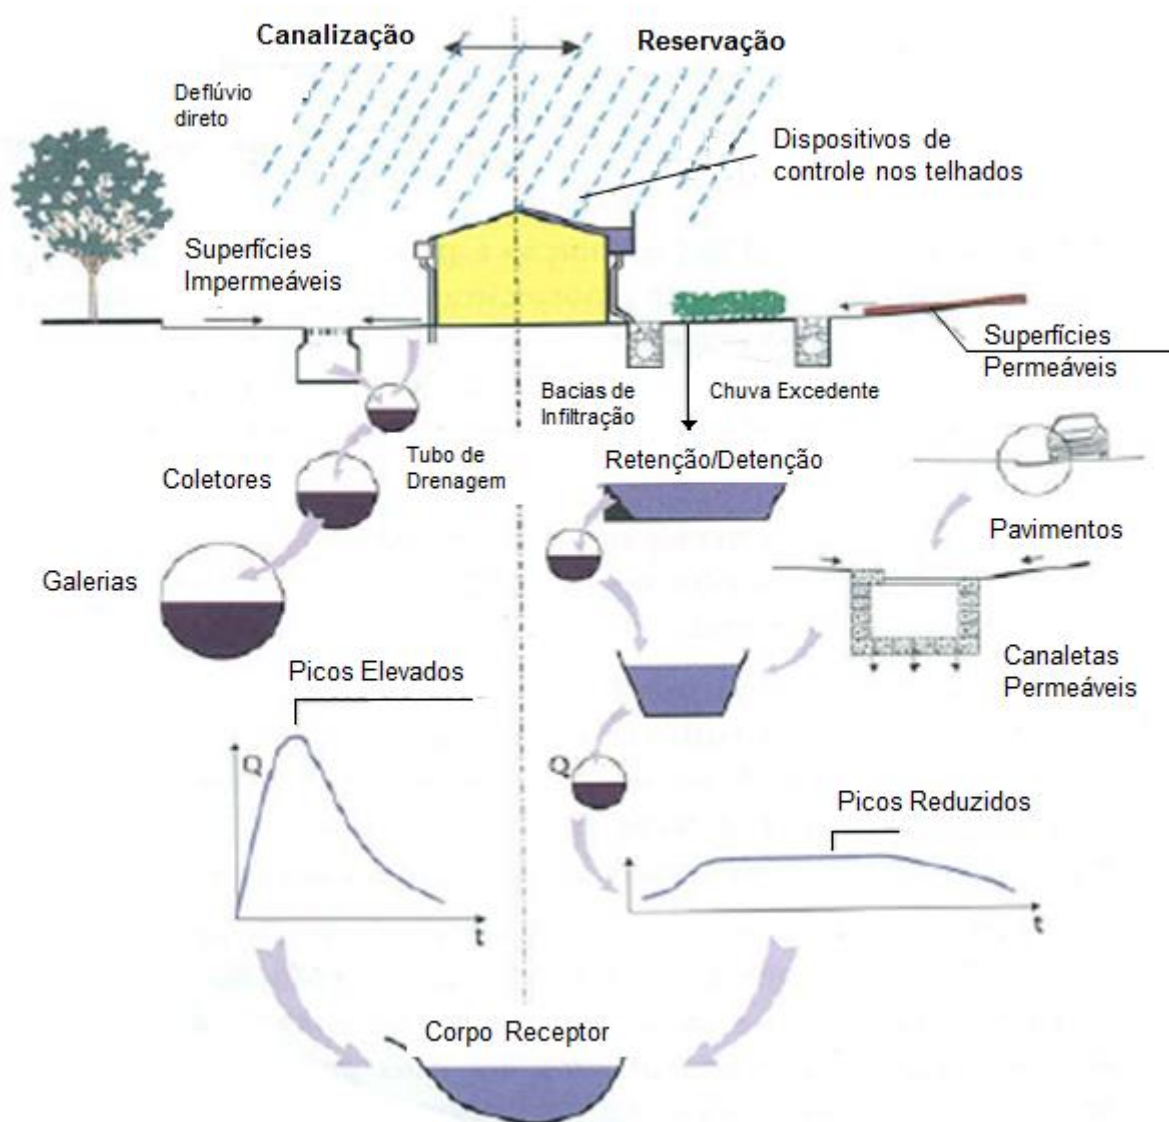 Canalização
Reservação
Deflúvio
direto
Dispositivos de
controle nos telhados
Superfícies
Impermeáveis
Superfícies
Permeáveis
Bacias de
Infiltração
Chuva Excedente
Tubo de
Drenagem
Coletores
Retenção/Detenção
Pavimentos
Galerias
Canaletas
Permeáveis
Picos Elevados
Q
Q
Picos Reduzidos
t
t
Corpo Receptor